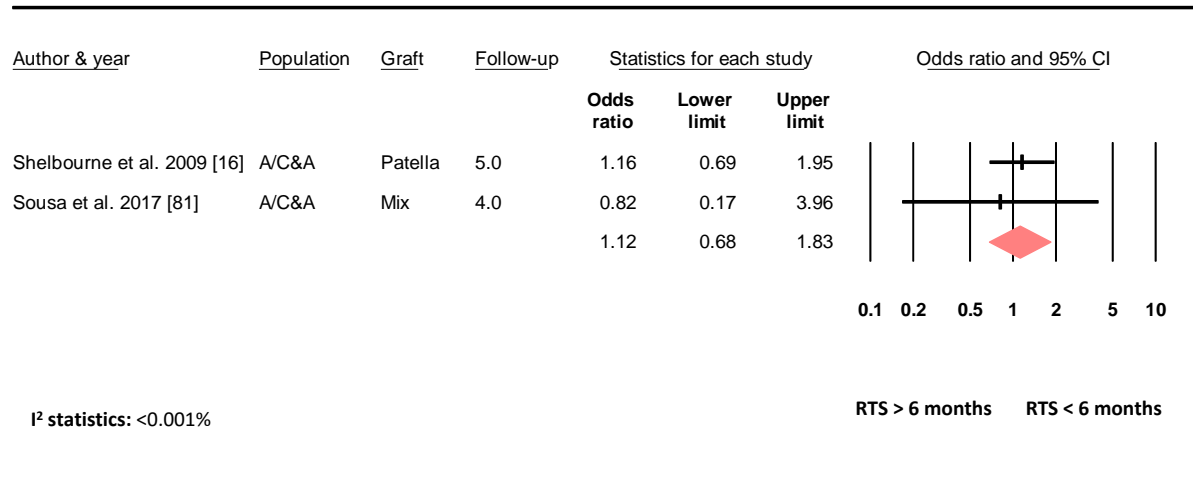 Author & year Population Graft Follow-up Statistics for each study Odds ratio and 95% CI
Odds ratio Lower limit Upper limit
Shelbourne et al. 2009 [16] A/C&A Patella 5.0 1.16 0.69 1.95
Sousa et al. 2017 [81] A/C&A Mix 4.0 0.82 0.17 3.96
1.12 0.68 1.83
0.1 0.2 0.5 1 2 5 10
I² statistics: <0.001%
RTS > 6 months RTS < 6 months